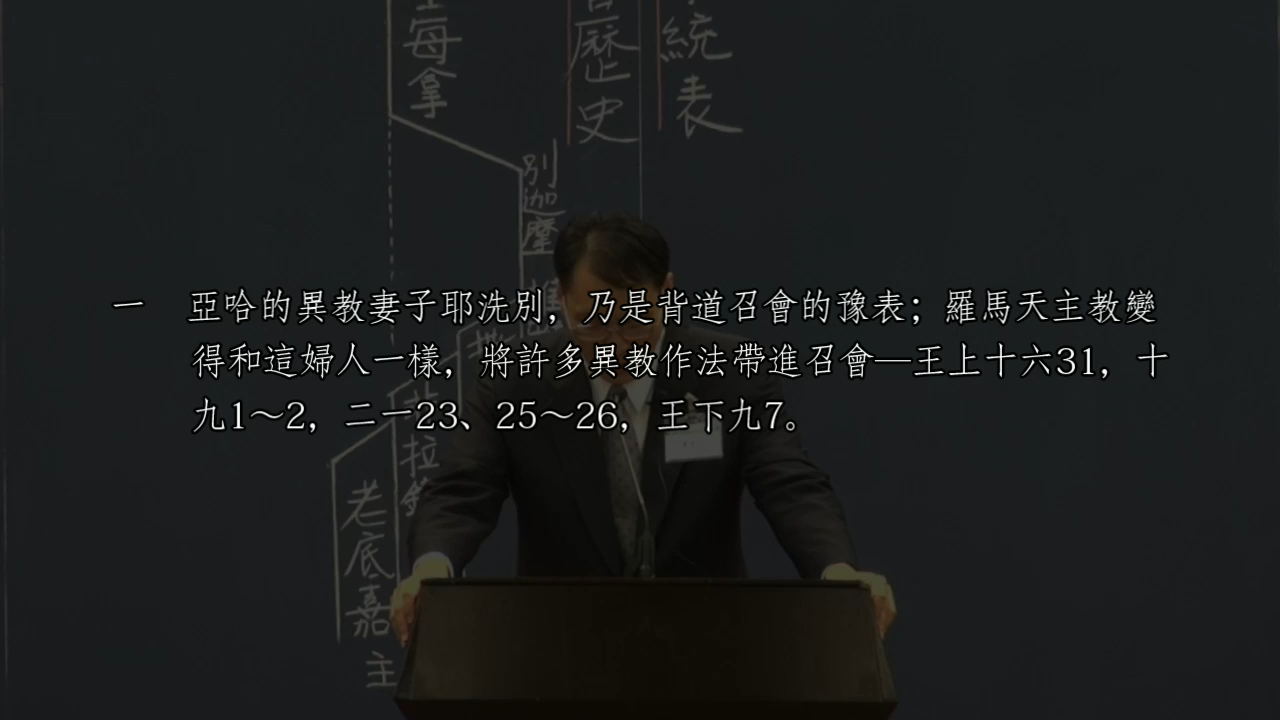 統表
歷史
每拿
別迦摩
推
拉
老底嘉
主
一 亞哈的異教妻子耶洗別，乃是背道召會的豫表；羅馬天主教變
得和這婦人一樣，將許多異教作法帶進召會─王上十六31，十
九1～2，二一23、25～26，王下九7。